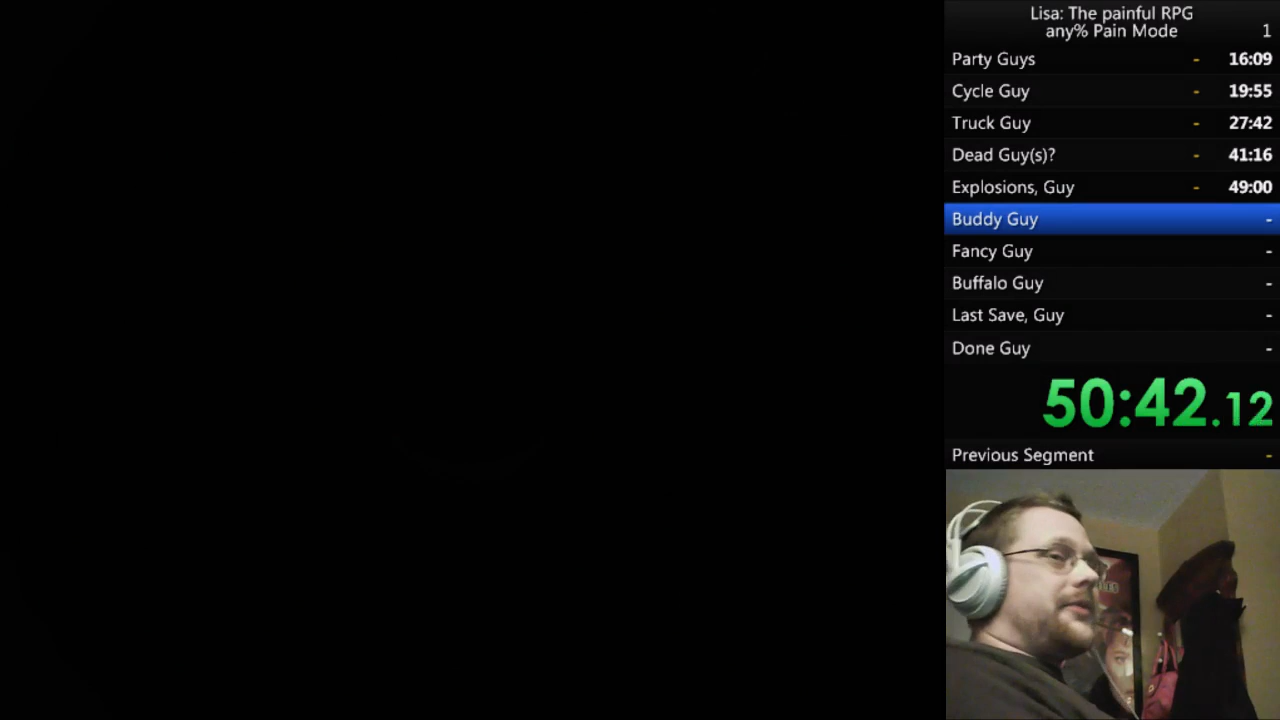 Lisa: The painful RPG
any% Pain Mode 1
Party Guys - 16:09
Cycle Guy - 19:55
Truck Guy - 27:42
Dead Guy(s)? - 41:16
Explosions, Guy - 49:00
Buddy Guy -
Fancy Guy -
Buffalo Guy -
Last Save, Guy -
Done Guy -
50:42.12
Previous Segment -